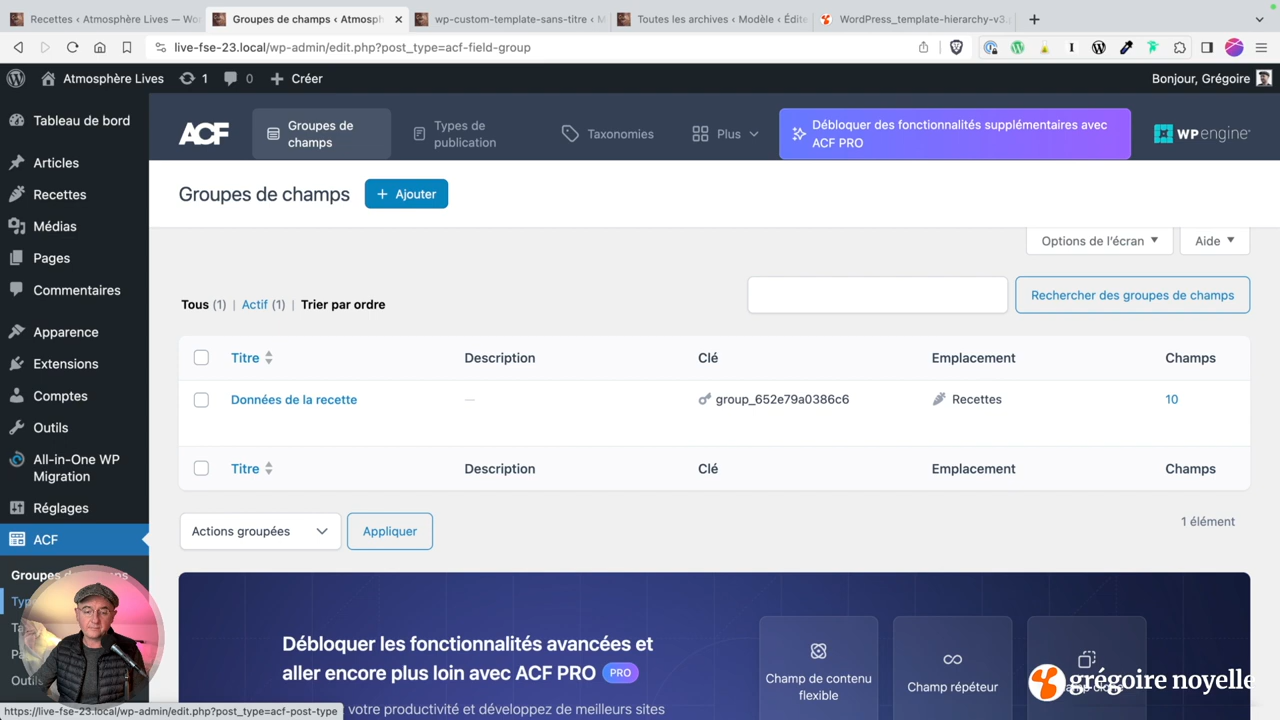 Recettes ‹ Atmosphère Lives — Wo
Groupes de champs ‹ Atmosph
wp-custom-template-sans-titre ‹ M
Toutes les archives ‹ Modèle ‹ Édite
WordPress_template-hierarchy-v3.
live-fse-23.local/wp-admin/edit.php?post_type=acf-field-group
Atmosphère Lives
1
0
Créer
Bonjour, Grégoire
Tableau de bord
Articles
Recettes
Médias
Pages
Commentaires
Apparence
Extensions
Comptes
Outils
All-in-One WP
Migration
Réglages
ACF
ACF
Groupes de
champs
Types de
publication
Taxonomies
Plus
Débloquer des fonctionnalités supplémentaires avec
ACF PRO
WPengine
Groupes de champs
+ Ajouter
Options de l’écran
Aide
Tous (1) | Actif (1) | Trier par ordre
Rechercher des groupes de champs
Titre
Description
Clé
Emplacement
Champs
Données de la recette
—
group_652e79a0386c6
Recettes
10
Titre
Description
Clé
Emplacement
Champs
Actions groupées
Appliquer
1 élément
Débloquer les fonctionnalités avancées et
aller encore plus loin avec ACF PRO PRO
votre productivité et développez de meilleurs sites
Champ de contenu
flexible
Champ répéteur
grégoire noyelle
https://live-fse-23.local/wp-admin/edit.php?post_type=acf-post-type